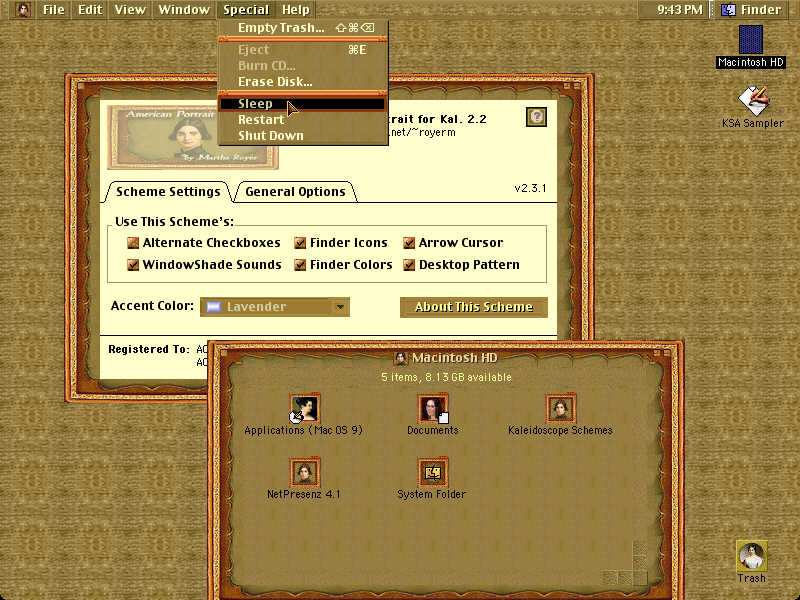 File Edit View Window Special Help 9:43 PM Finder
Empty Trash... ⇧⌘⌫
Eject ⌘E
Burn CD...
Erase Disk...
Sleep
Restart
Shut Down
Macintosh HD
KSA Sampler
American Portrait
by Martha Royer
trait for Kal. 2.2
.net/~royerm
?
v2.3.1
Scheme Settings General Options
Use This Scheme's:
Alternate Checkboxes Finder Icons Arrow Cursor
WindowShade Sounds Finder Colors Desktop Pattern
Accent Color: Lavender About This Scheme
Registered To:
Macintosh HD
5 items, 8.13 GB available
Applications (Mac OS 9) Documents Kaleidoscope Schemes
NetPresenz 4.1 System Folder
Trash